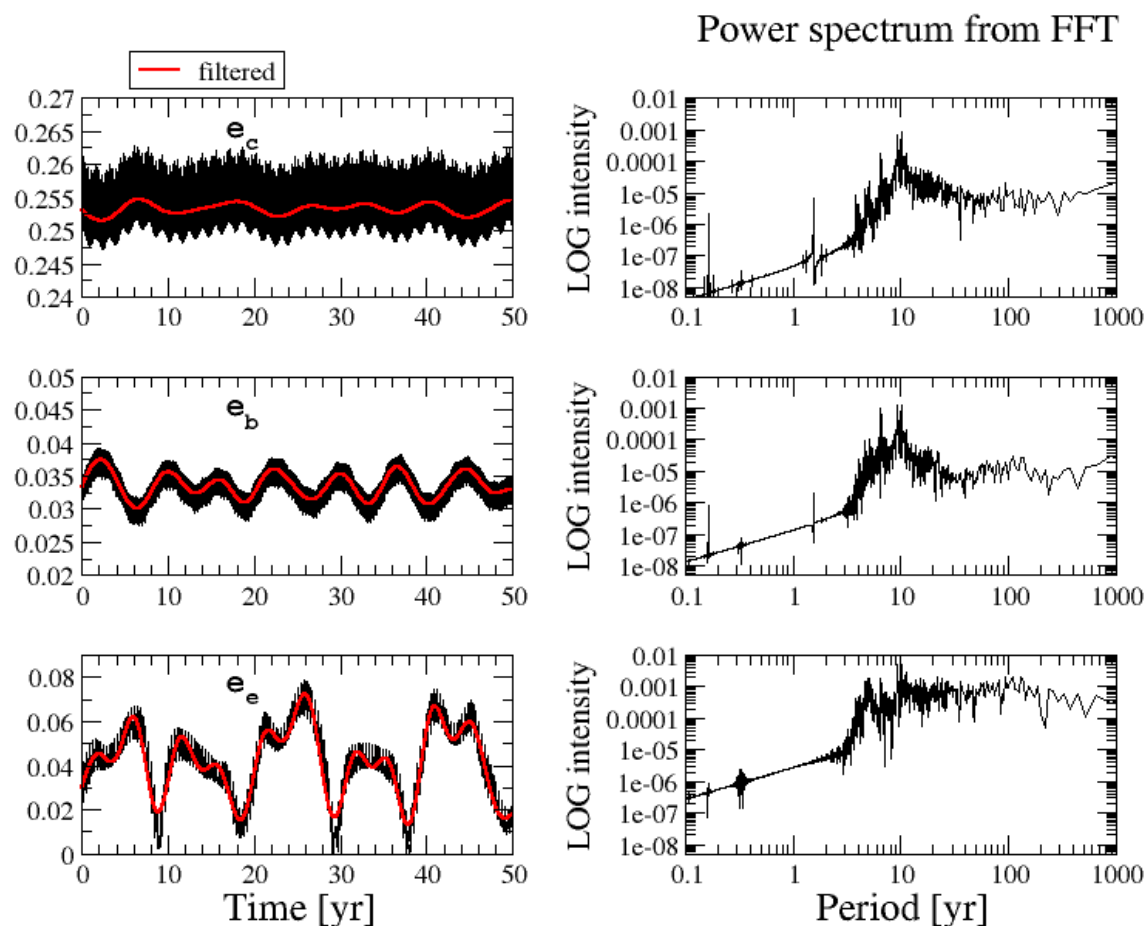 Power spectrum from FFT
filtered
0.27
0.265
0.26
0.255
0.25
0.245
0.24
e_c
0 10 20 30 40 50
LOG intensity
0.01
0.001
0.0001
1e-05
1e-06
1e-07
1e-08
0.1 1 10 100 1000
0.05
0.045
0.04
0.035
0.03
0.025
0.02
e_b
0 10 20 30 40 50
LOG intensity
0.01
0.001
0.0001
1e-05
1e-06
1e-07
1e-08
0.1 1 10 100 1000
0.08
0.06
0.04
0.02
0
e_e
0 10 20 30 40 50
Time [yr]
LOG intensity
0.01
0.001
0.0001
1e-05
1e-06
1e-07
1e-08
0.1 1 10 100 1000
Period [yr]